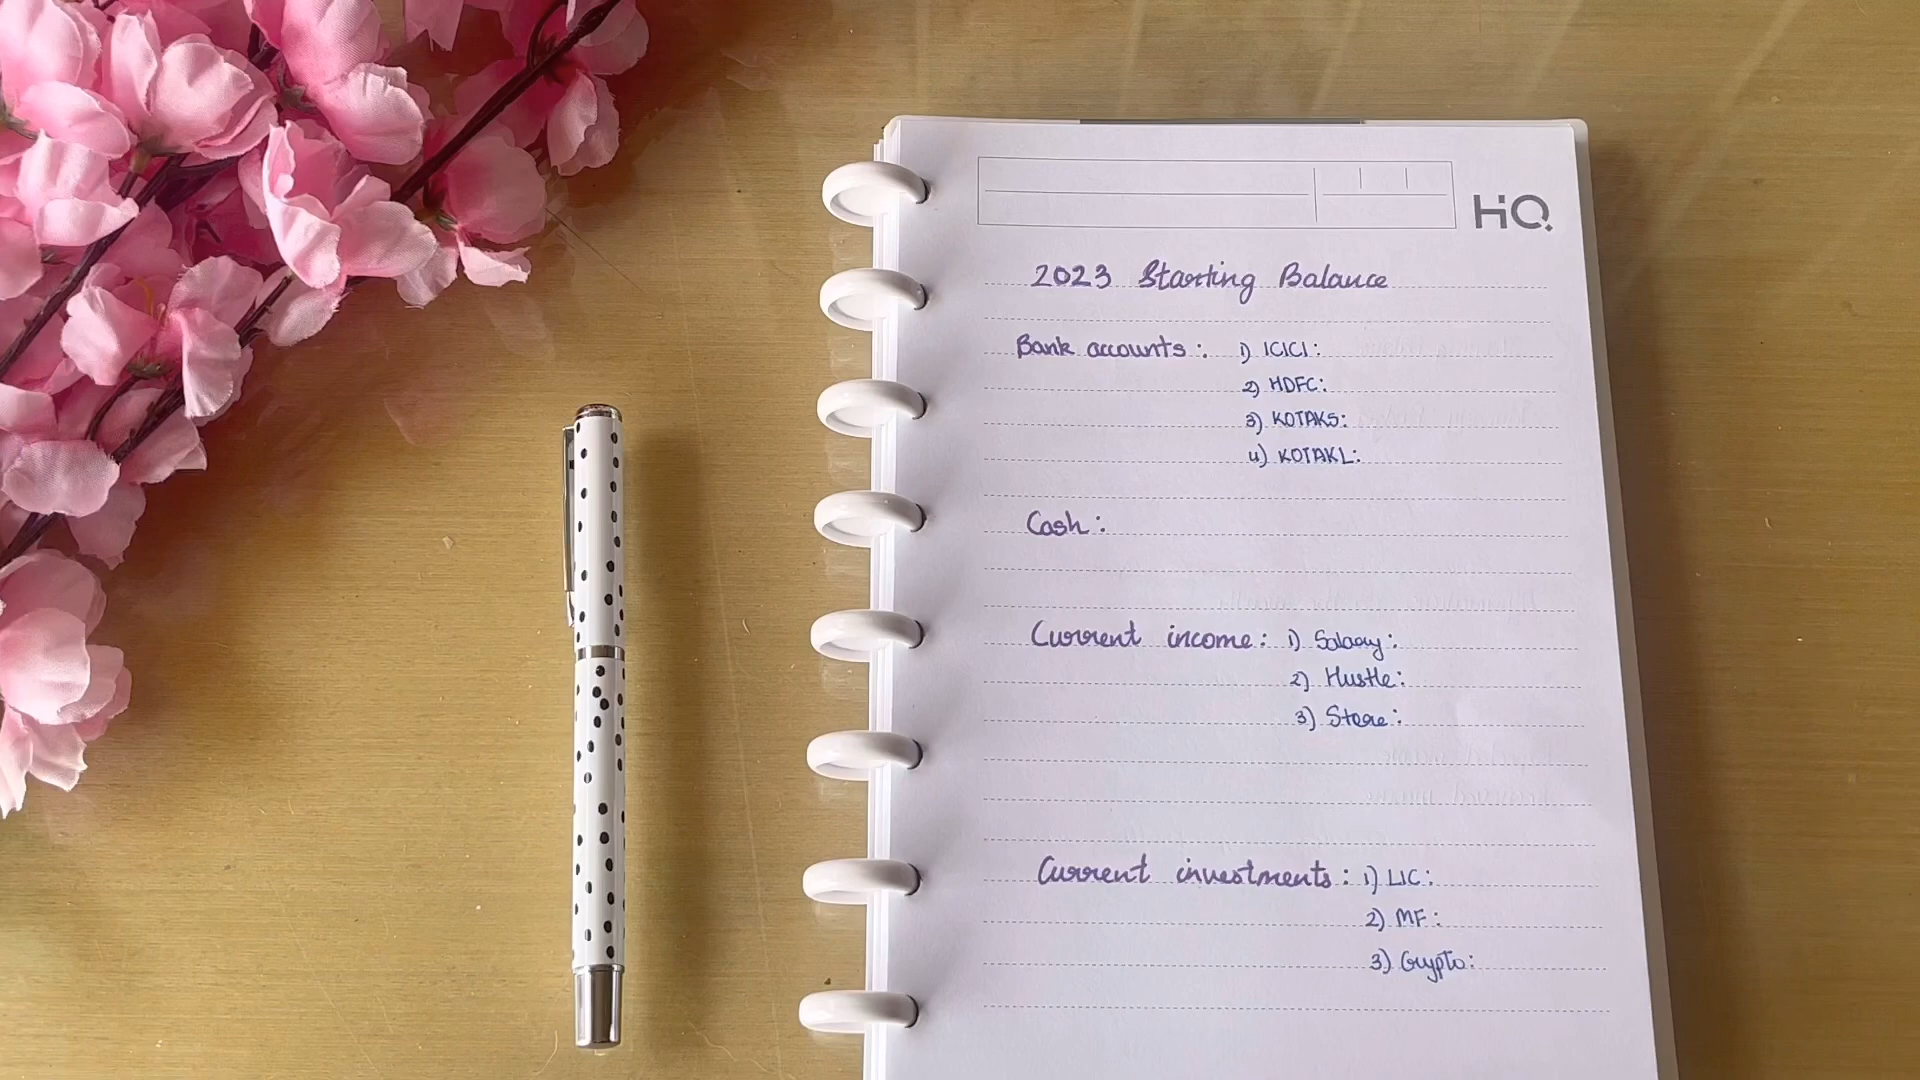 HQ
2023 Starting Balance
Bank accounts: 1) ICICI:
2) HDFC:
3) KOTAKS:
4) KOTAKL:
Cash:
Current income: 1) Salary:
2) Hustle:
3) Store:
Current investments: 1) LIC:
2) MF:
3) Crypto: